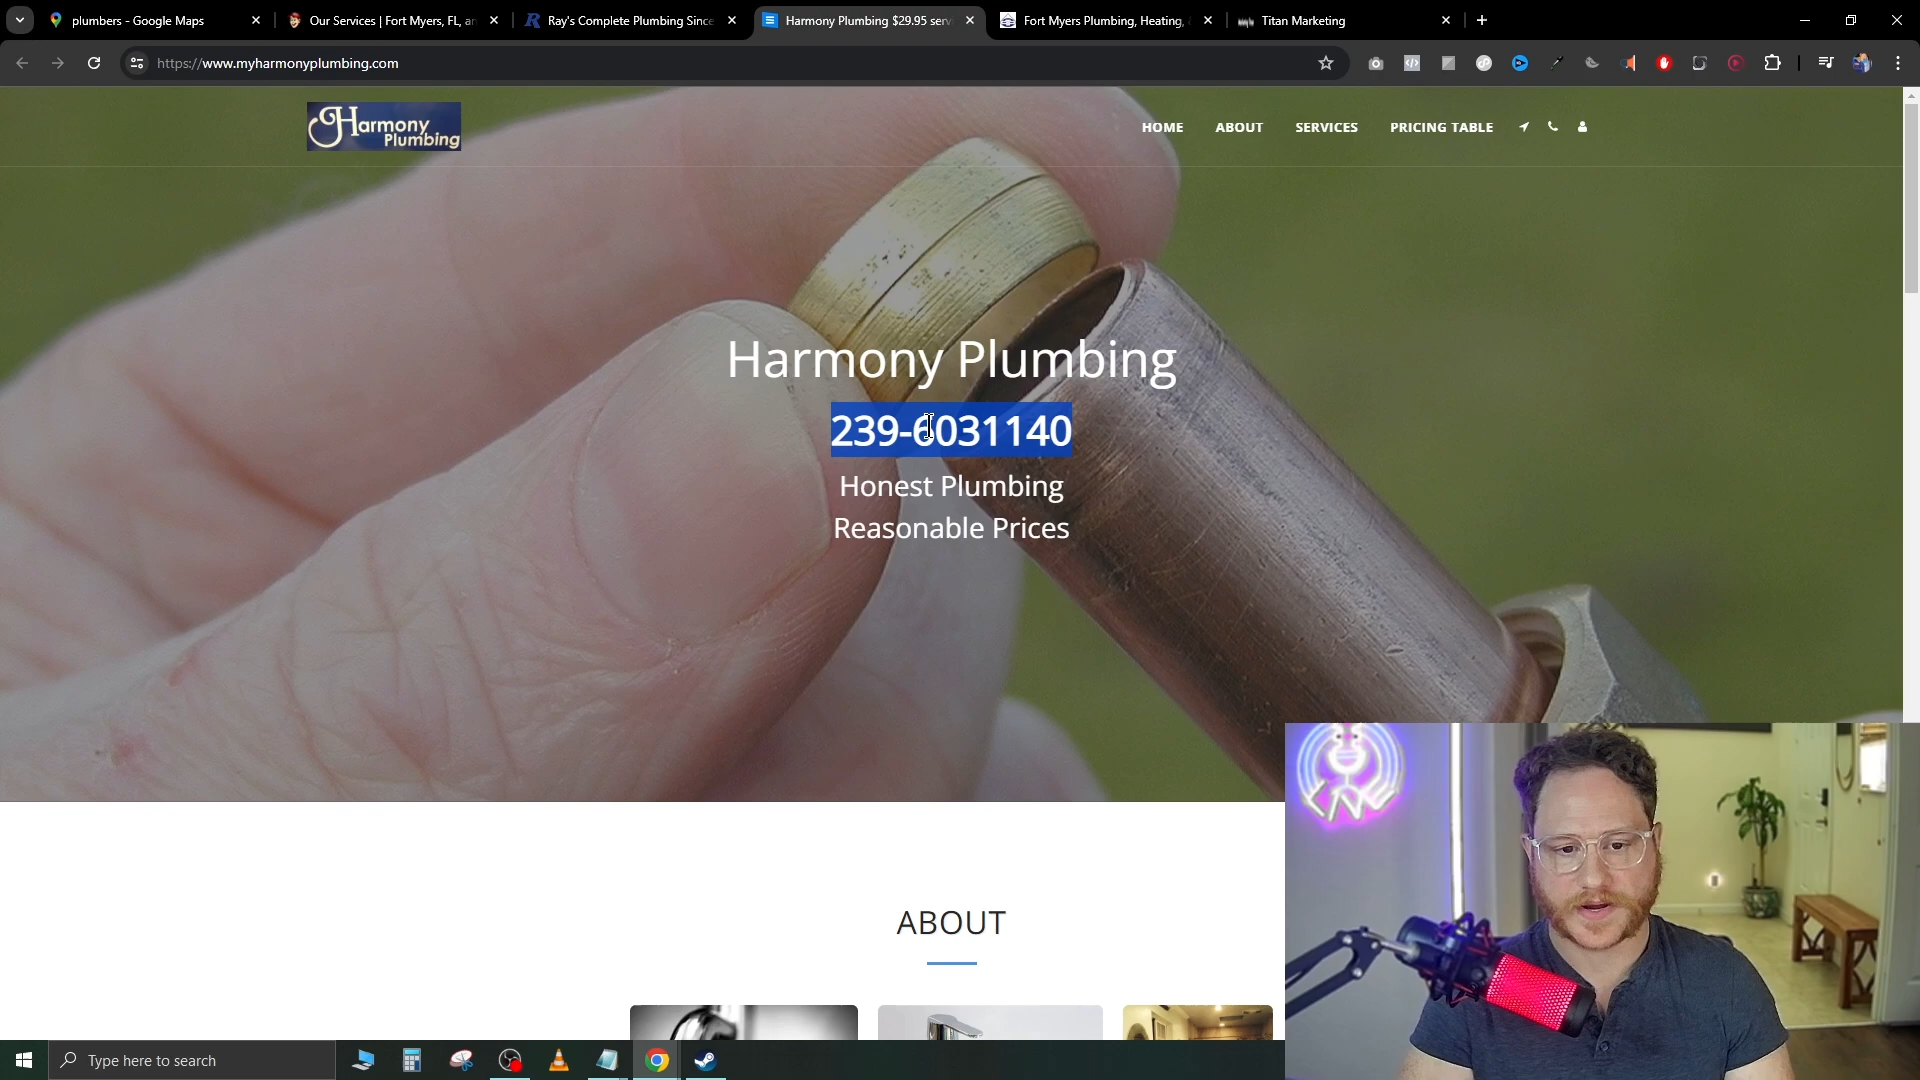 plumbers - Google Maps
Our Services | Fort Myers, FL, an
Ray's Complete Plumbing Since
Harmony Plumbing $29.95 serv
Fort Myers Plumbing, Heating,
Titan Marketing
https://www.myharmonyplumbing.com
Harmony
Plumbing
HOME
ABOUT
SERVICES
PRICING TABLE
Harmony Plumbing
239-6031140
Honest Plumbing
Reasonable Prices
ABOUT
Type here to search